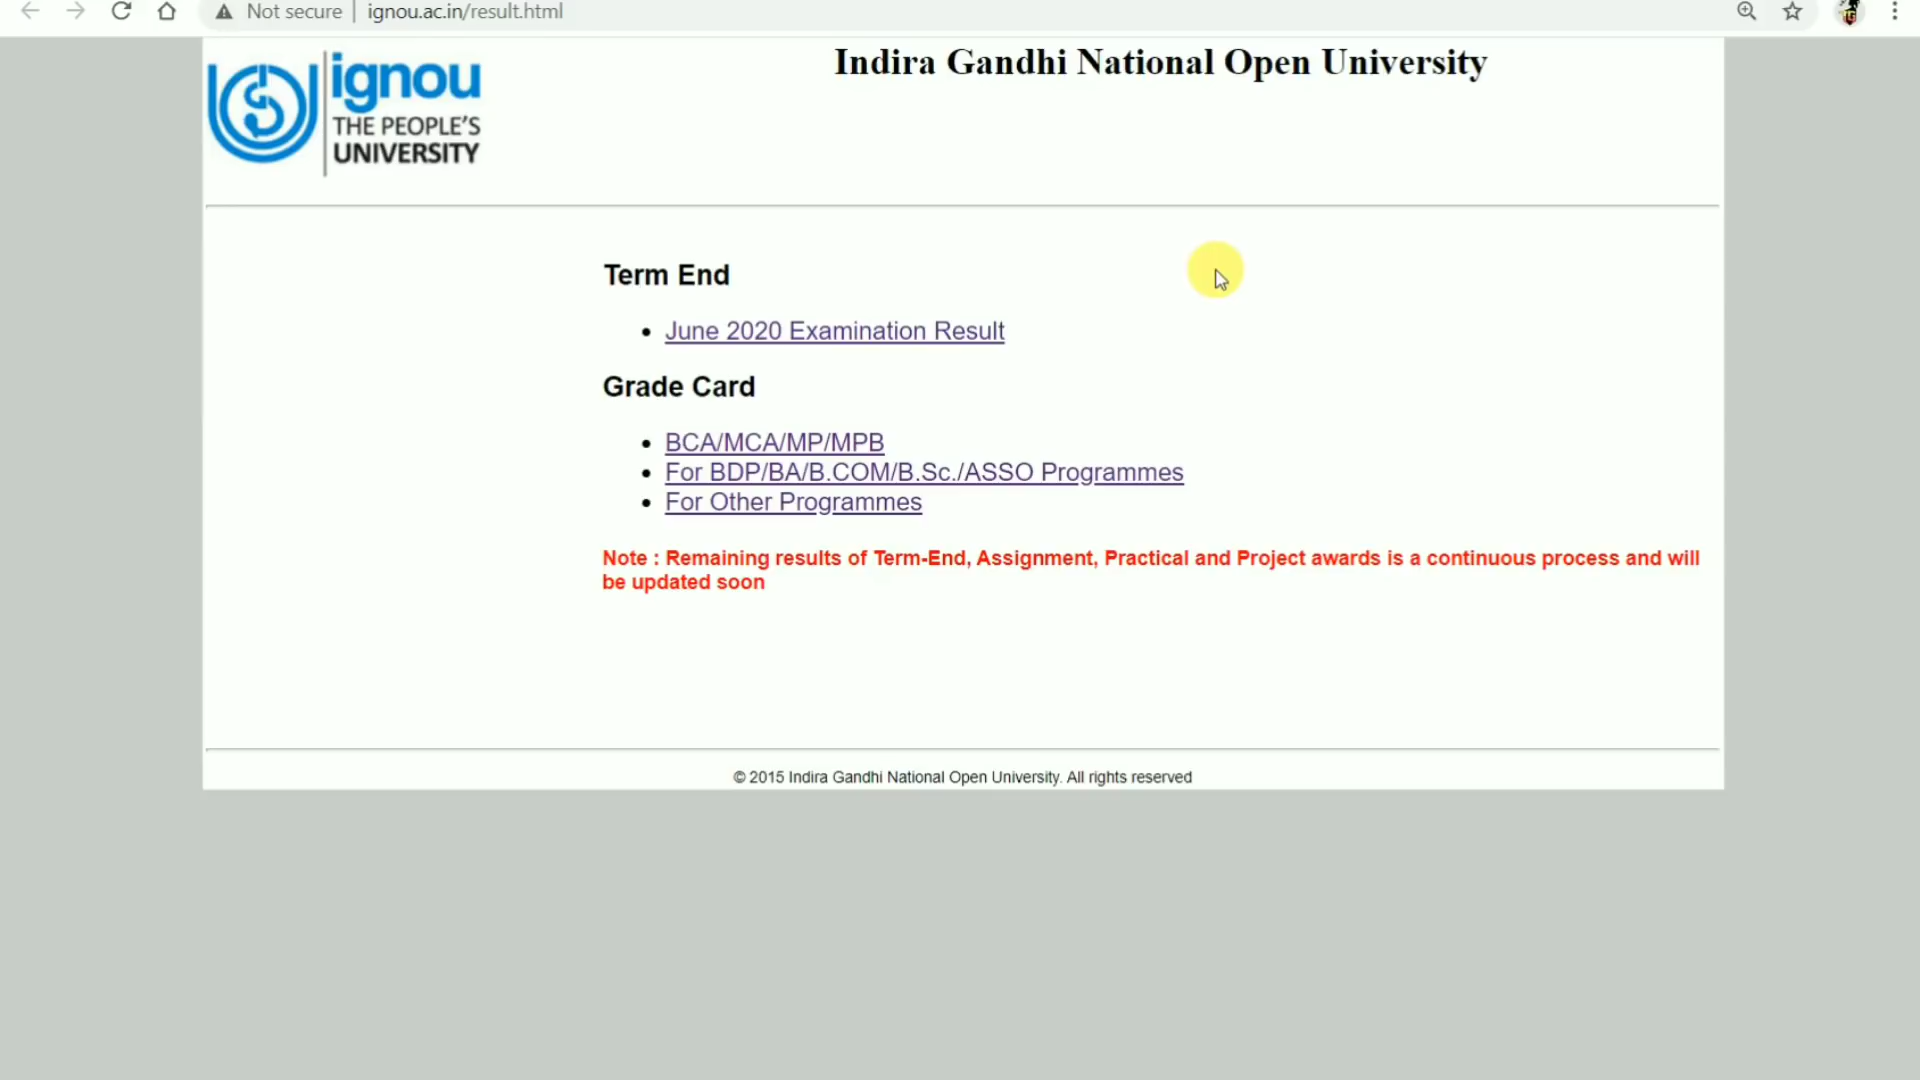 Not secure | ignou.ac.in/result.html
ignou
THE PEOPLE'S
UNIVERSITY
Indira Gandhi National Open University
Term End
• June 2020 Examination Result
Grade Card
• BCA/MCA/MP/MPB
• For BDP/BA/B.COM/B.Sc./ASSO Programmes
• For Other Programmes
Note : Remaining results of Term-End, Assignment, Practical and Project awards is a continuous process and will
be updated soon
© 2015 Indira Gandhi National Open University. All rights reserved